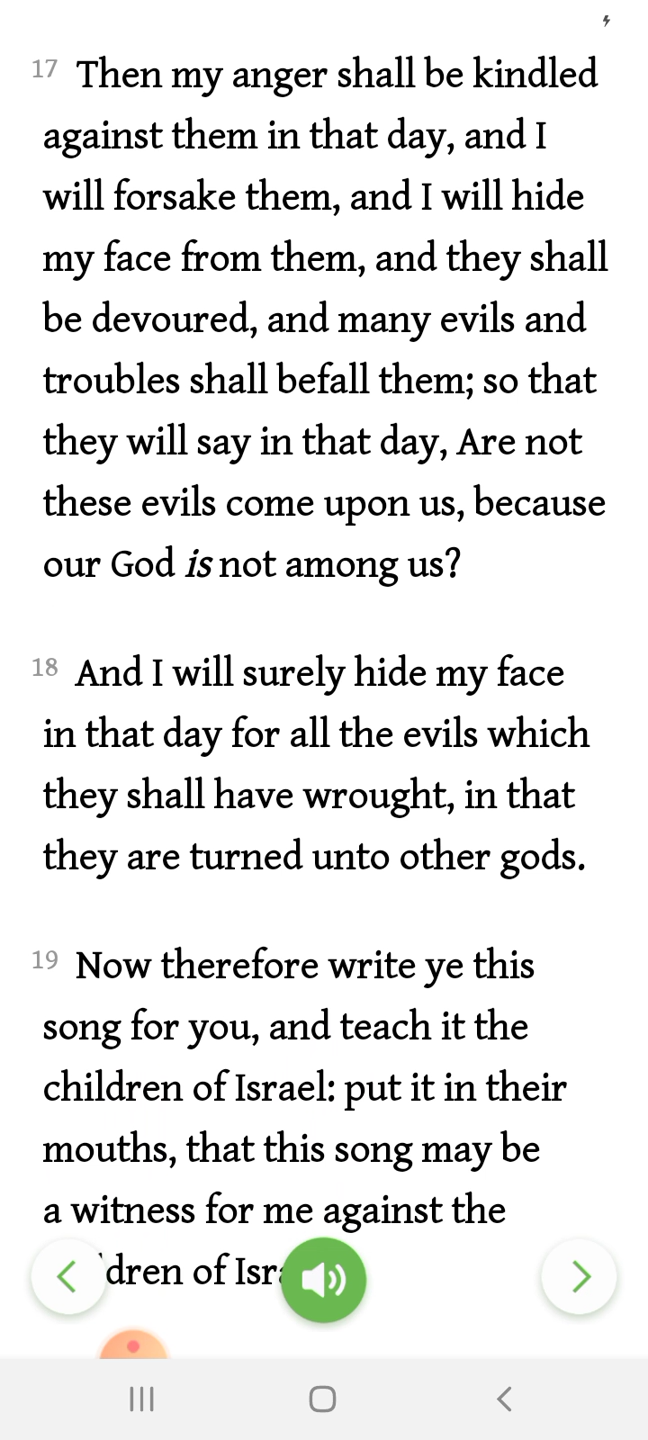 17 Then my anger shall be kindled
against them in that day, and I
will forsake them, and I will hide
my face from them, and they shall
be devoured, and many evils and
troubles shall befall them; so that
they will say in that day, Are not
these evils come upon us, because
our God is not among us?
18 And I will surely hide my face
in that day for all the evils which
they shall have wrought, in that
they are turned unto other gods.
19 Now therefore write ye this
song for you, and teach it the
children of Israel: put it in their
mouths, that this song may be
a witness for me against the
of